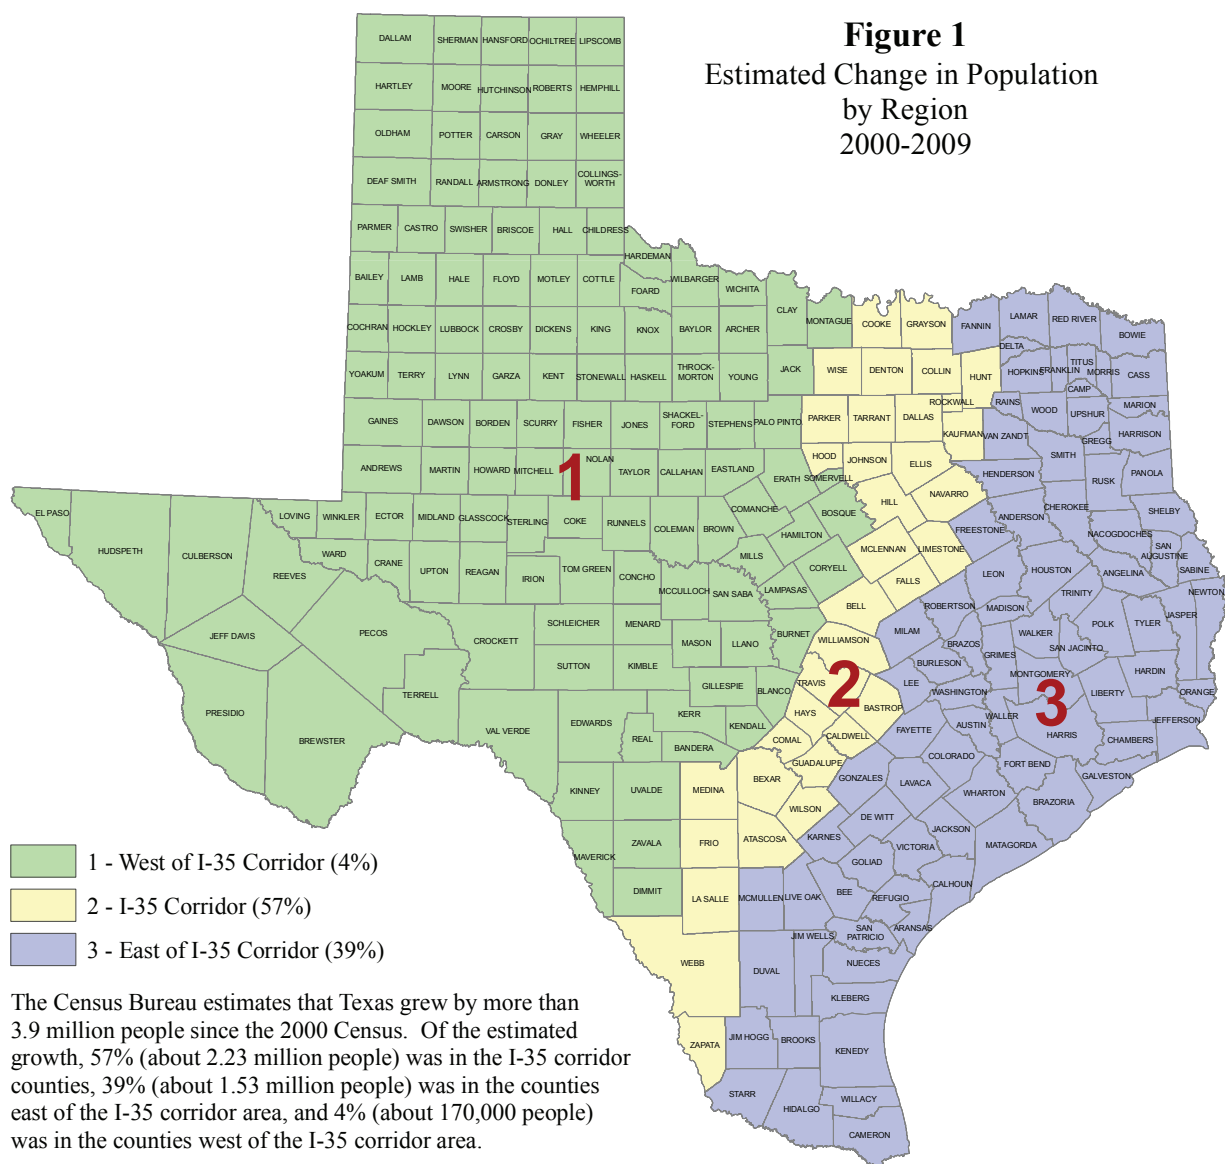 Figure 1
Estimated Change in Population
by Region
2000-2009
DALLAM SHERMAN HANSFORD OCHILTREE LIPSCOMB
HARTLEY MOORE HUTCHINSON ROBERTS HEMPHILL
OLDHAM POTTER CARSON GRAY WHEELER
DEAF SMITH RANDALL ARMSTRONG DONLEY COLLINGS-
WORTH
PARMER CASTRO SWISHER BRISCOE HALL CHILDRESS
HARDEMAN
BAILEY LAMB HALE FLOYD MOTLEY COTTLE FOARD WILBARGER WICHITA
CLAY MONTAGUE COOKE GRAYSON FANNIN LAMAR RED RIVER BOWIE
COCHRAN HOCKLEY LUBBOCK CROSBY DICKENS KING KNOX BAYLOR ARCHER
DELTA HOPKINS FRANKLIN TITUS MORRIS CASS
YOAKUM TERRY LYNN GARZA KENT STONEWALL HASKELL THROCK-
MORTON YOUNG JACK WISE DENTON COLLIN HUNT
CAMP ROCKWALL RAINS WOOD UPSHUR MARION
GAINES DAWSON BORDEN SCURRY FISHER JONES SHACKEL-
FORD STEPHENS PALO PINTO PARKER TARRANT DALLAS
KAUFMAN VAN ZANDT GREGG HARRISON
ANDREWS MARTIN HOWARD MITCHELL NOLAN TAYLOR CALLAHAN EASTLAND
1
ERATH HOOD SOMERVELL JOHNSON ELLIS HENDERSON SMITH RUSK PANOLA
EL PASO HUDSPETH CULBERSON REEVES LOVING WINKLER ECTOR MIDLAND GLASSCOCK STERLING COKE RUNNELS COLEMAN BROWN COMANCHE BOSQUE HILL NAVARRO
FREESTONE ANDERSON CHEROKEE SHELBY
WARD CRANE UPTON REAGAN IRION TOM GREEN CONCHO MILLS HAMILTON MCLENNAN LIMESTONE
NACOGDOCHES SAN
AUGUSTINE SABINE
MCCULLOCH SAN SABA LAMPASAS CORYELL FALLS LEON HOUSTON ANGELINA NEWTON
BELL ROBERTSON MADISON TRINITY JASPER
JEFF DAVIS PECOS CROCKETT SCHLEICHER MENARD MASON LLANO BURNET WILLIAMSON MILAM BRAZOS WALKER POLK TYLER
SUTTON KIMBLE GRIMES SAN JACINTO
PRESIDIO BREWSTER TERRELL GILLESPIE BLANCO TRAVIS 2 BASTROP LEE BURLESON WASHINGTON MONTGOMERY LIBERTY HARDIN ORANGE
VAL VERDE EDWARDS REAL KERR KENDALL BANDERA HAYS CALDWELL FAYETTE AUSTIN WALLER 3 HARRIS CHAMBERS JEFFERSON
COMAL GUADALUPE COLORADO FORT BEND GALVESTON
KINNEY UVALDE MEDINA BEXAR WILSON GONZALES LAVACA WHARTON BRAZORIA
MAVERICK ZAVALA FRIO ATASCOSA KARNES DE WITT JACKSON MATAGORDA
GOLIAD VICTORIA CALHOUN
DIMMIT LA SALLE MCMULLEN LIVE OAK BEE REFUGIO ARANSAS
WEBB DUVAL JIM WELLS SAN
PATRICIO NUECES
KLEBERG
ZAPATA JIM HOGG BROOKS KENEDY
STARR HIDALGO WILLACY
CAMERON
1 - West of I-35 Corridor (4%)
2 - I-35 Corridor (57%)
3 - East of I-35 Corridor (39%)
The Census Bureau estimates that Texas grew by more than
3.9 million people since the 2000 Census. Of the estimated
growth, 57% (about 2.23 million people) was in the I-35 corridor
counties, 39% (about 1.53 million people) was in the counties
east of the I-35 corridor area, and 4% (about 170,000 people)
was in the counties west of the I-35 corridor area.